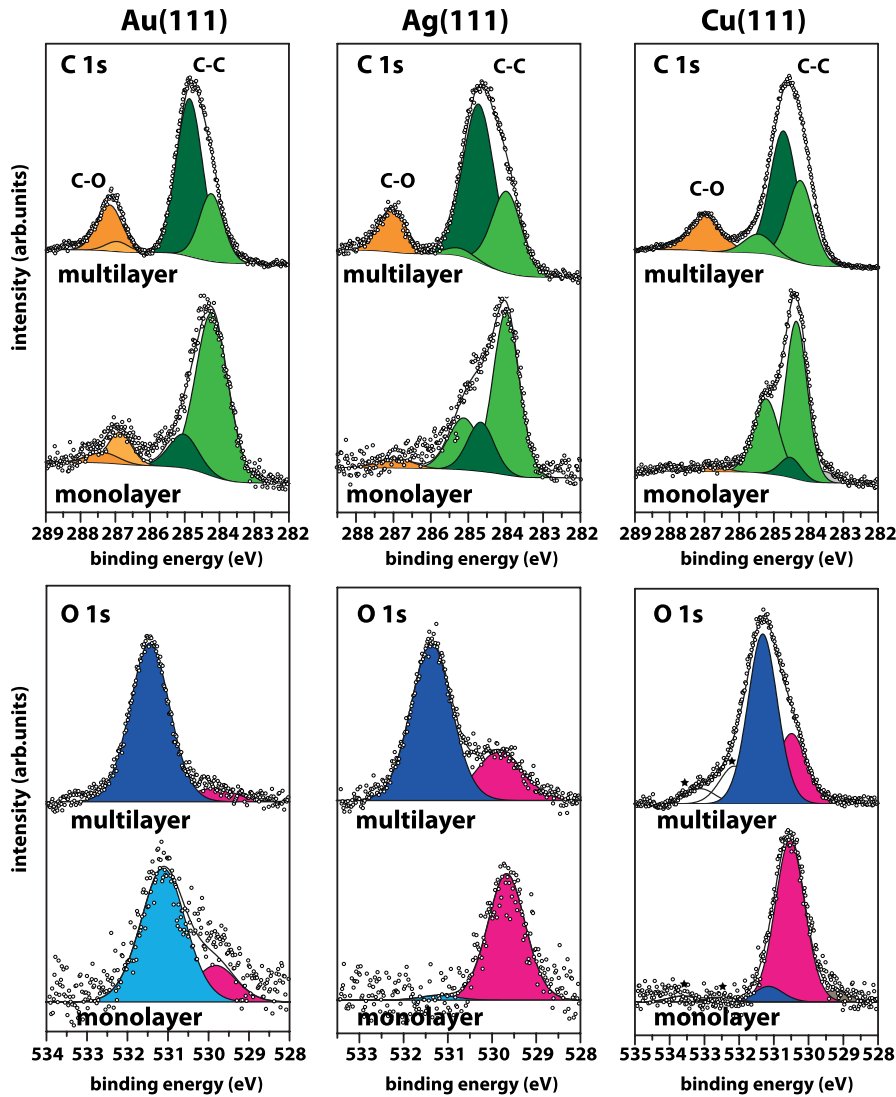 Au(111) Ag(111) Cu(111)
C 1s C-C C 1s C-C C 1s C-C
C-O C-O C-O
multilayer multilayer multilayer
monolayer monolayer monolayer
intensity (arb.units)
289 288 287 286 285 284 283 282 288 287 286 285 284 283 282 289 288 287 286 285 284 283 282
binding energy (eV) binding energy (eV) binding energy (eV)
O 1s O 1s O 1s
multilayer multilayer multilayer
monolayer monolayer monolayer
intensity (arb.units)
534 533 532 531 530 529 528 533 532 531 530 529 528 535 534 533 532 531 530 529 528
binding energy (eV) binding energy (eV) binding energy (eV)